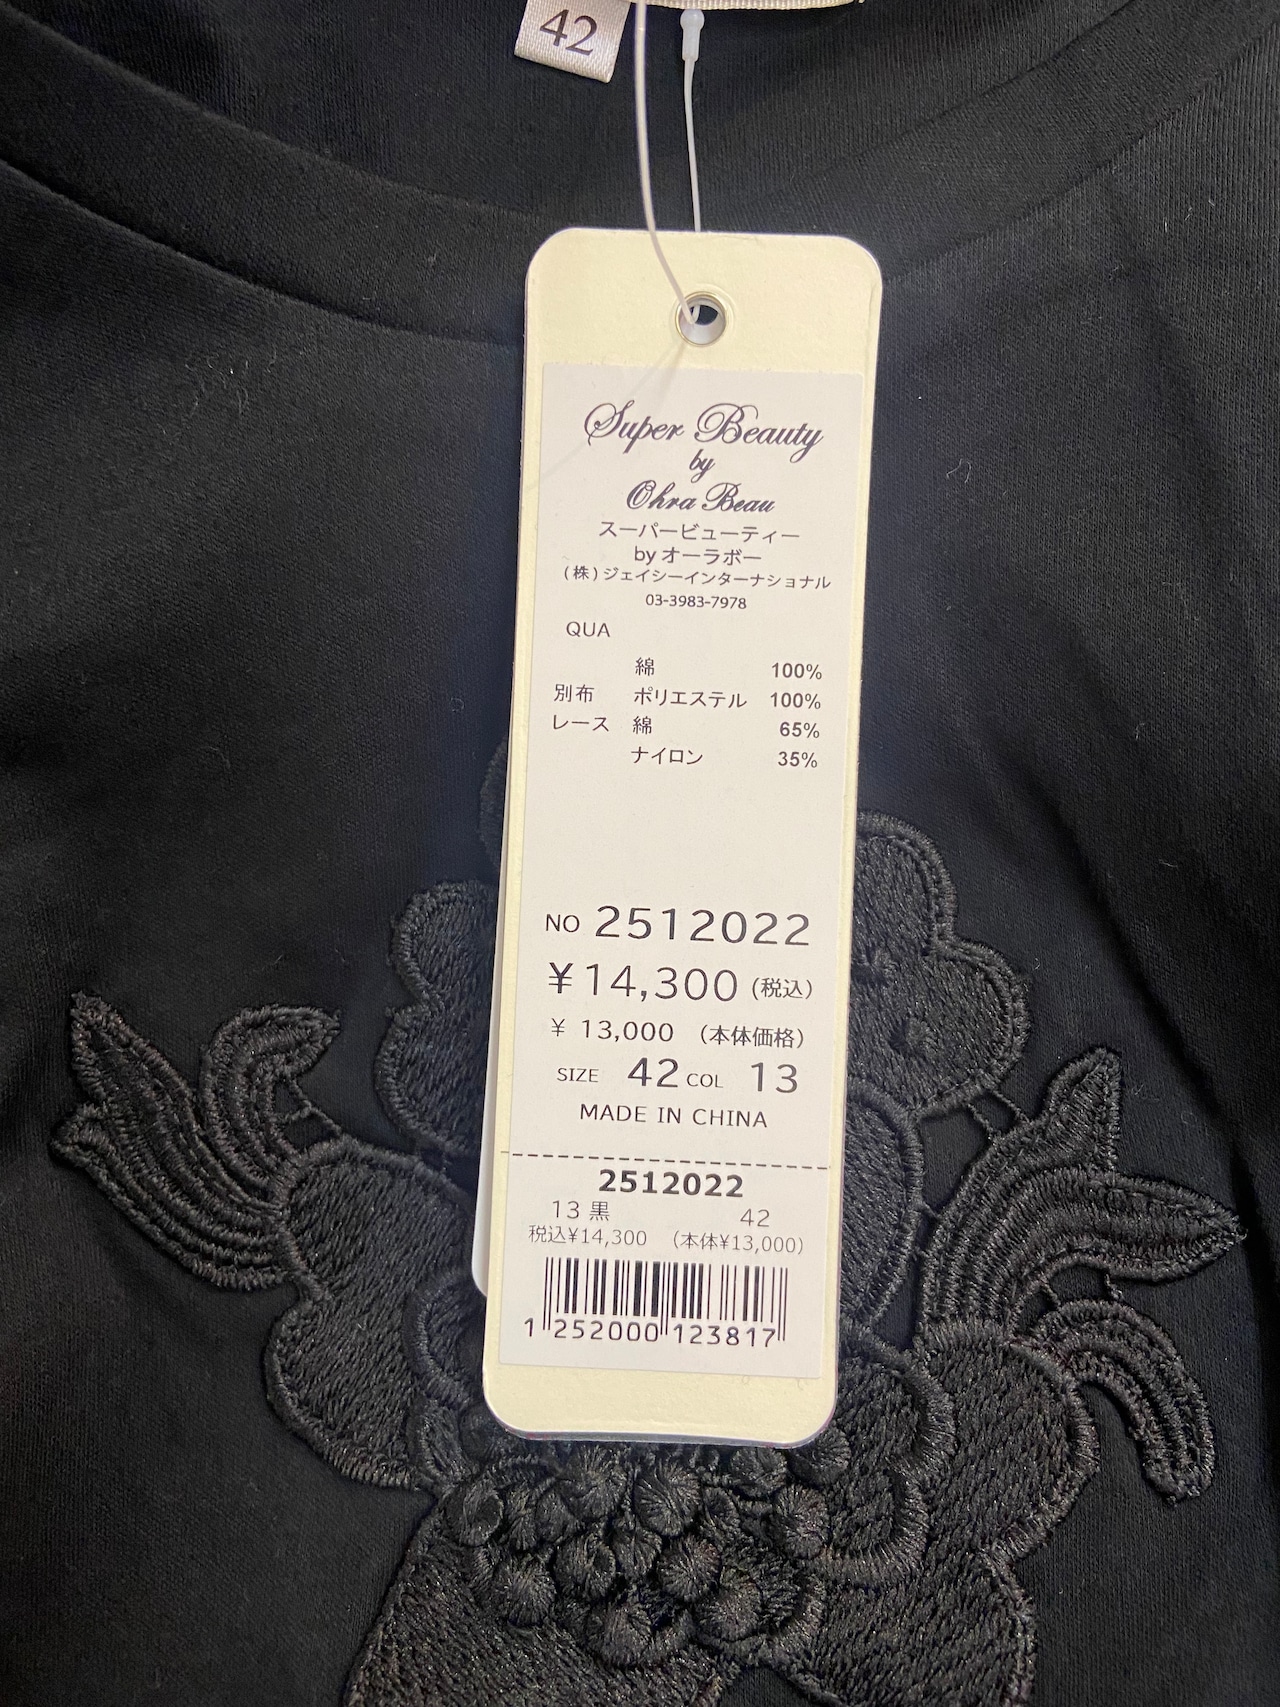 42
Super Beauty
by
Ohra Beau
スーパービューティー
by オーラボー
(株)ジェイシーインターナショナル
03-3983-7978
QUA
綿 100%
別布 ポリエステル 100%
レース 綿 65%
ナイロン 35%
NO 2512022
¥14,300 (税込)
¥ 13,000 (本体価格)
SIZE 42 COL 13
MADE IN CHINA
2512022
13 黒 42
税込¥14,300 (本体¥13,000)
1 252000 123817